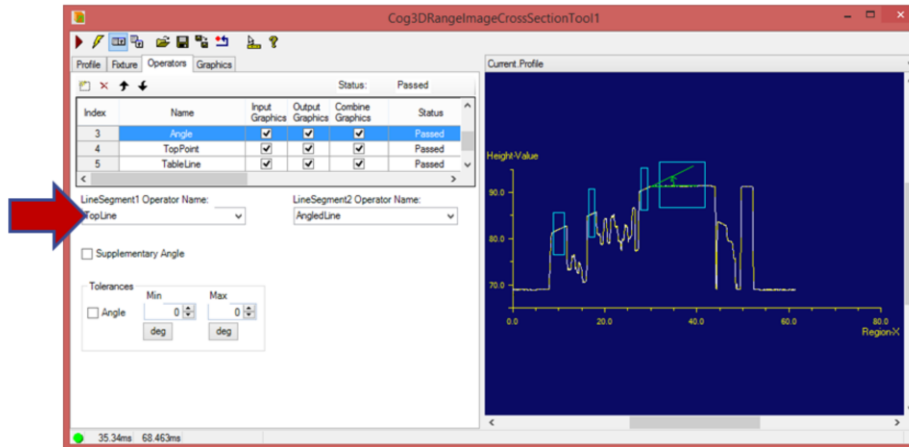 Cog3DRangeImageCrossSectionTool1
Profile Fixture Operators Graphics
Status: Passed
Index Name Input Graphics Output Graphics Combine Graphics Status
3 Angle Passed
4 TopPoint Passed
5 TableLine Passed
LineSegment1 Operator Name: LineSegment2 Operator Name:
TopLine AngledLine
Supplementary Angle
Tolerances
Min Max
Angle 0 0
deg deg
35.34ms 68.463ms
Current.Profile
Height-Value
90.0
80.0
70.0
0.0 20.0 40.0 60.0 80.0
Region-X